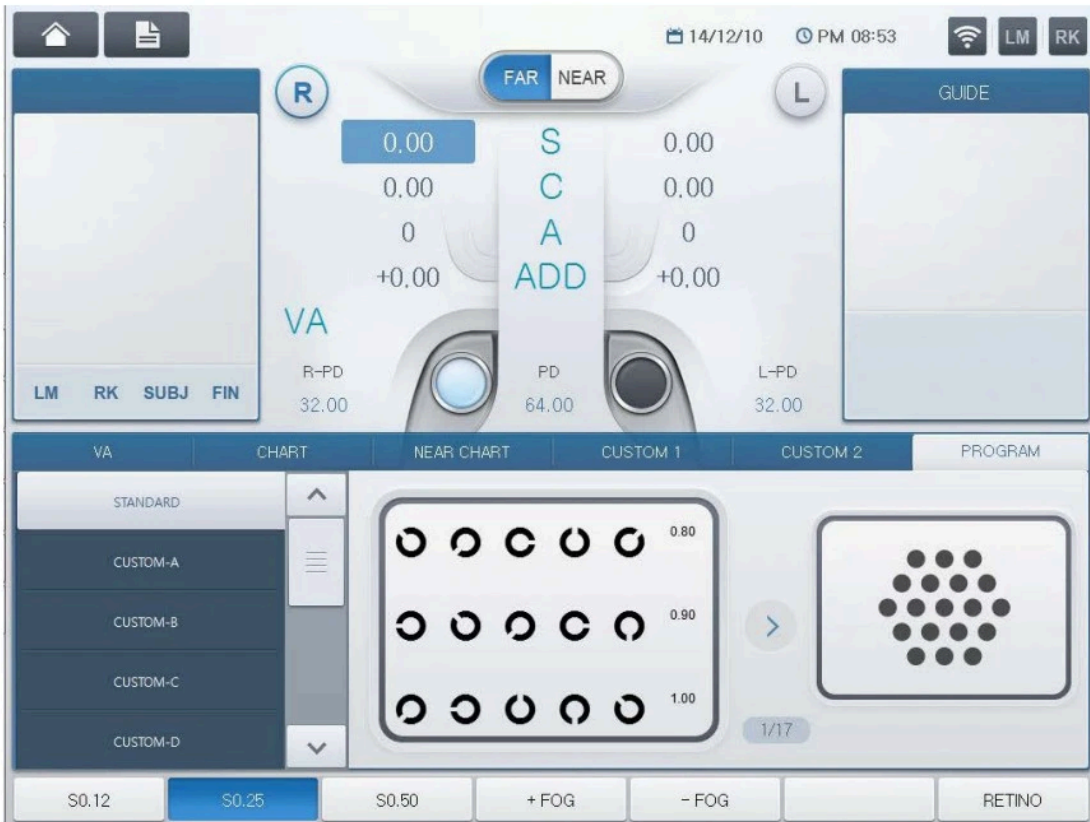 14/12/10 PM 08:53 LM RK
R FAR NEAR L GUIDE
0.00 S 0.00
0.00 C 0.00
0 A 0
+0.00 ADD +0.00
VA
R-PD PD L-PD
LM RK SUBJ FIN 32.00 64.00 32.00
VA CHART NEAR CHART CUSTOM 1 CUSTOM 2 PROGRAM
STANDARD
CUSTOM-A
CUSTOM-B
CUSTOM-C
CUSTOM-D
0.80
0.90
1.00
1/17
S0.12 S0.25 S0.50 + FOG - FOG RETINO